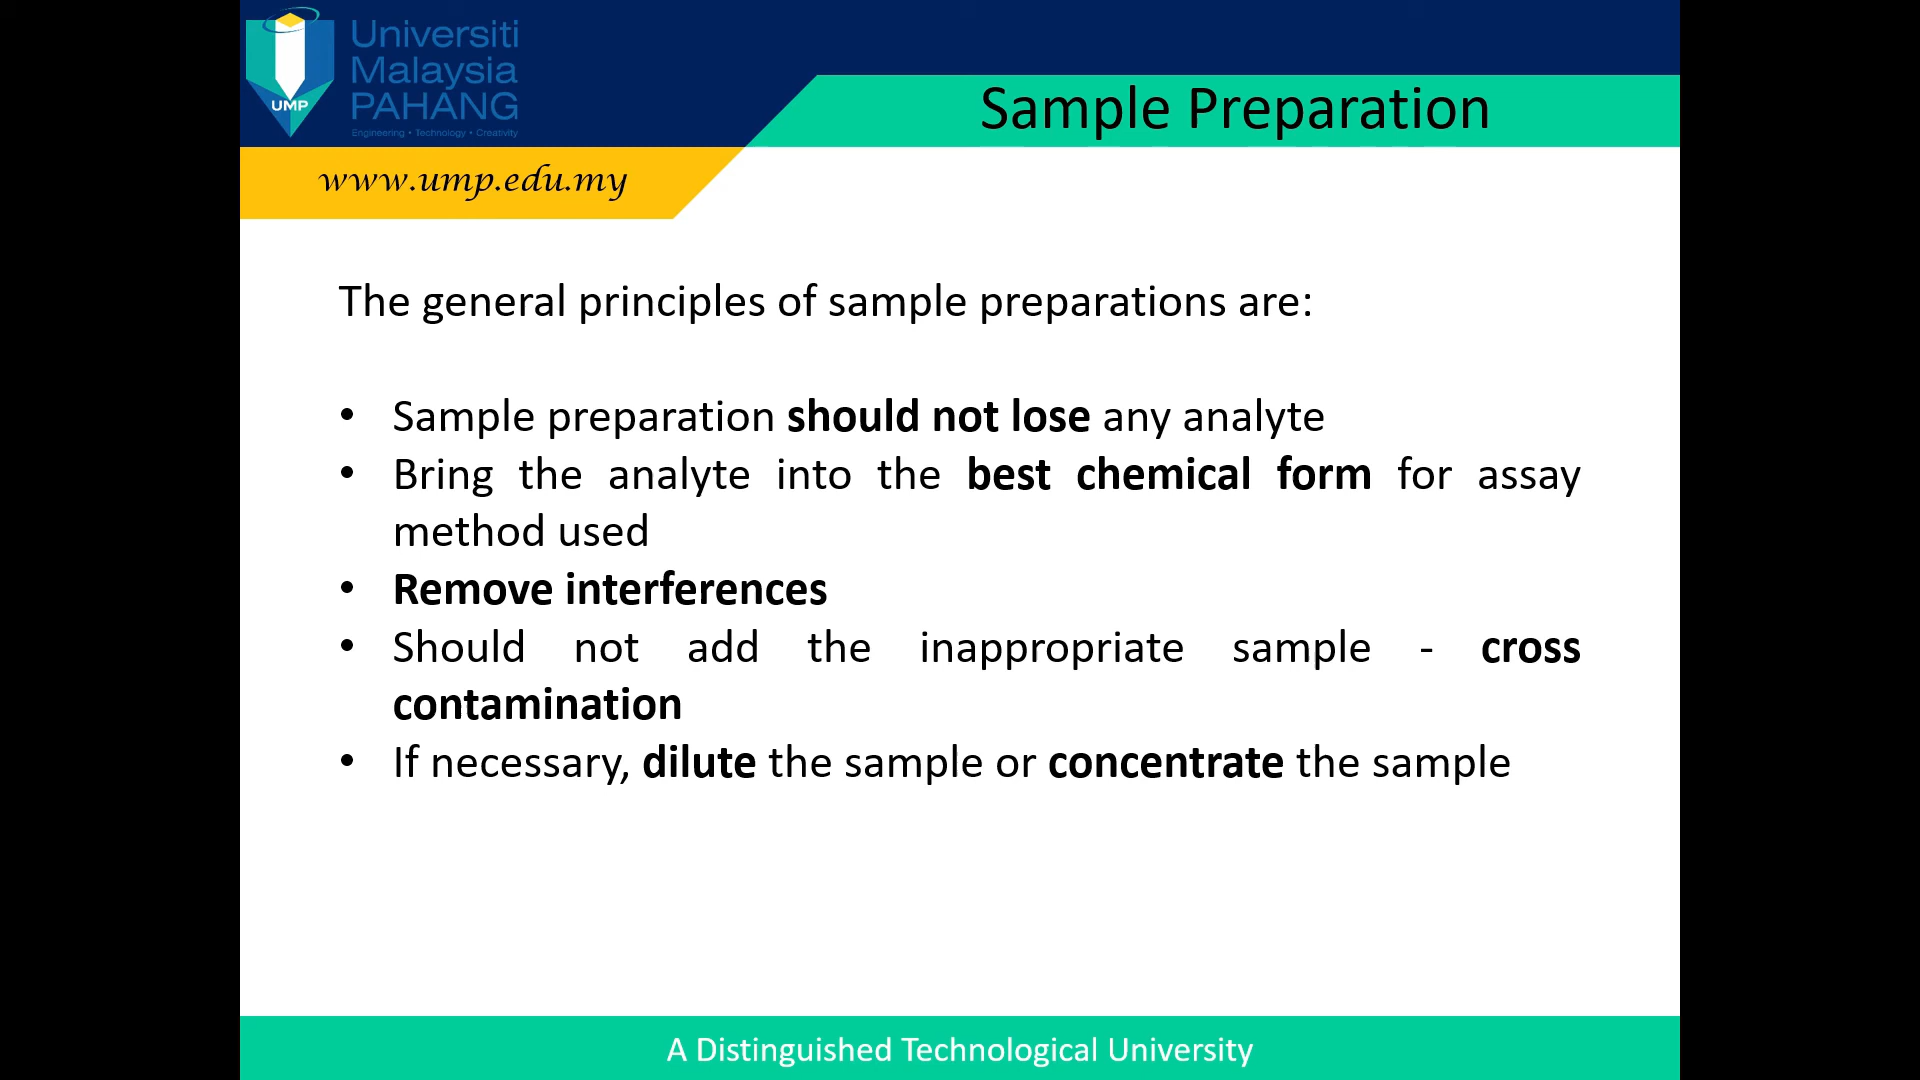 Universiti
Malaysia
PAHANG
Engineering • Technology • Creativity
UMP
Sample Preparation
www.ump.edu.my
The general principles of sample preparations are:
• Sample preparation should not lose any analyte
• Bring the analyte into the best chemical form for assay
method used
• Remove interferences
• Should not add the inappropriate sample - cross
contamination
• If necessary, dilute the sample or concentrate the sample
A Distinguished Technological University